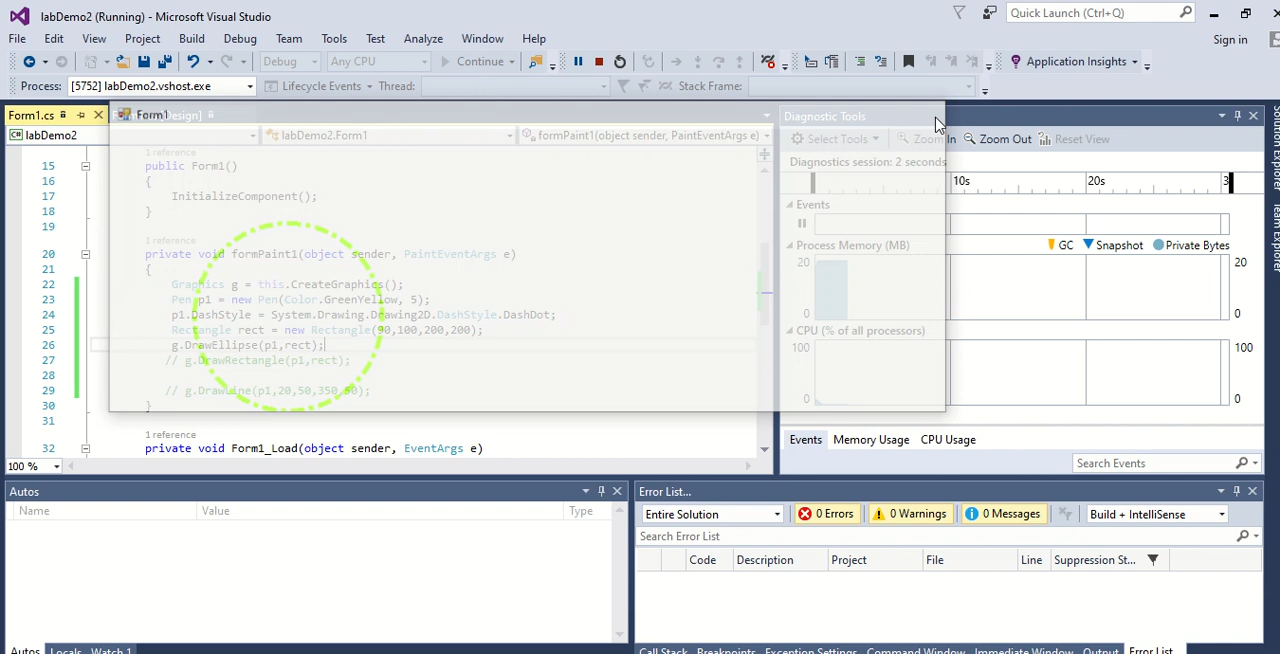 labDemo2 (Running) - Microsoft Visual Studio
Quick Launch (Ctrl+Q)
File Edit View Project Build Debug Team Tools Test Analyze Window Help
Sign in
Debug Any CPU Continue Application Insights
Process: [5752] labDemo2.vshost.exe Lifecycle Events Thread: Stack Frame:
Form1.cs Form1 Design]
labDemo2 labDemo2.Form1 formPaint1(object sender, PaintEventArgs e)
1 reference
15 public Form1()
16 {
17 InitializeComponent();
18 }
19
1 reference
20 private void formPaint1(object sender, PaintEventArgs e)
21 {
22 Graphics g = this.CreateGraphics();
23 Pen p1 = new Pen(Color.GreenYellow, 5);
24 p1.DashStyle = System.Drawing.Drawing2D.DashStyle.DashDot;
25 Rectangle rect = new Rectangle(90,100,200,200);
26 g.DrawEllipse(p1,rect);
27 // g.DrawRectangle(p1,rect);
28
29 // g.DrawLine(p1,20,50,350,50);
30 }
31
1 reference
32 private void Form1_Load(object sender, EventArgs e)
100 %
Diagnostic Tools
Select Tools Zoom In Zoom Out Reset View
Diagnostics session: 2 seconds
10s 20s 3
Events
Process Memory (MB) GC Snapshot Private Bytes
20 20
0 0
CPU (% of all processors)
100 100
0 0
Events Memory Usage CPU Usage
Search Events
Autos
Name Value Type
Autos Locals Watch 1
Error List...
Entire Solution 0 Errors 0 Warnings 0 Messages Build + IntelliSense
Search Error List
Code Description Project File Line Suppression St...
Call Stack Breakpoints Exception Settings Command Window Immediate Window Output Error List
Solution Explorer
Team Explorer